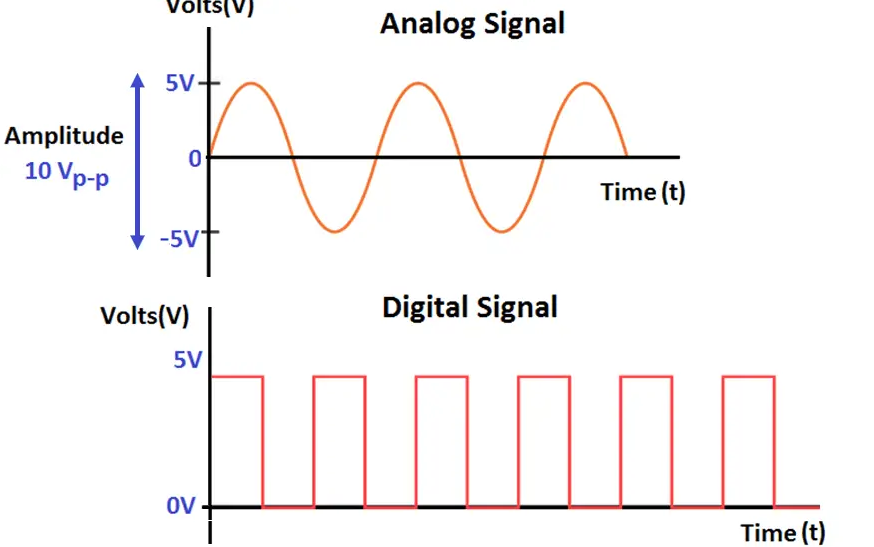 Volts(V)
Analog Signal
5V
Amplitude
10 Vp-p
0
Time (t)
-5V
Digital Signal
Volts(V)
5V
0V
Time (t)